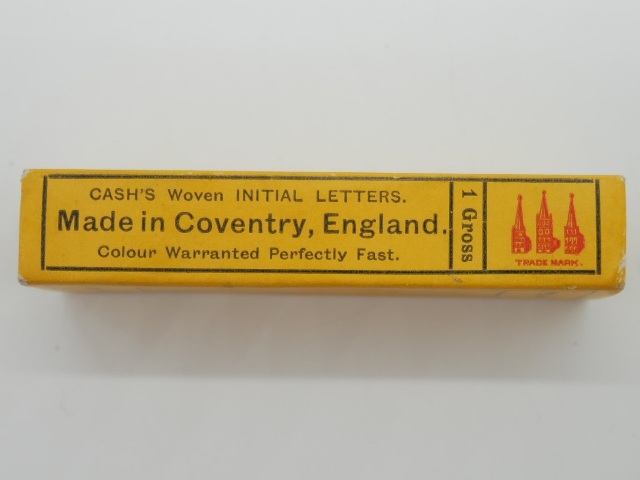 CASH'S Woven INITIAL LETTERS.
Made in Coventry, England.
Colour Warranted Perfectly Fast.
1 Gross
TRADE MARK.